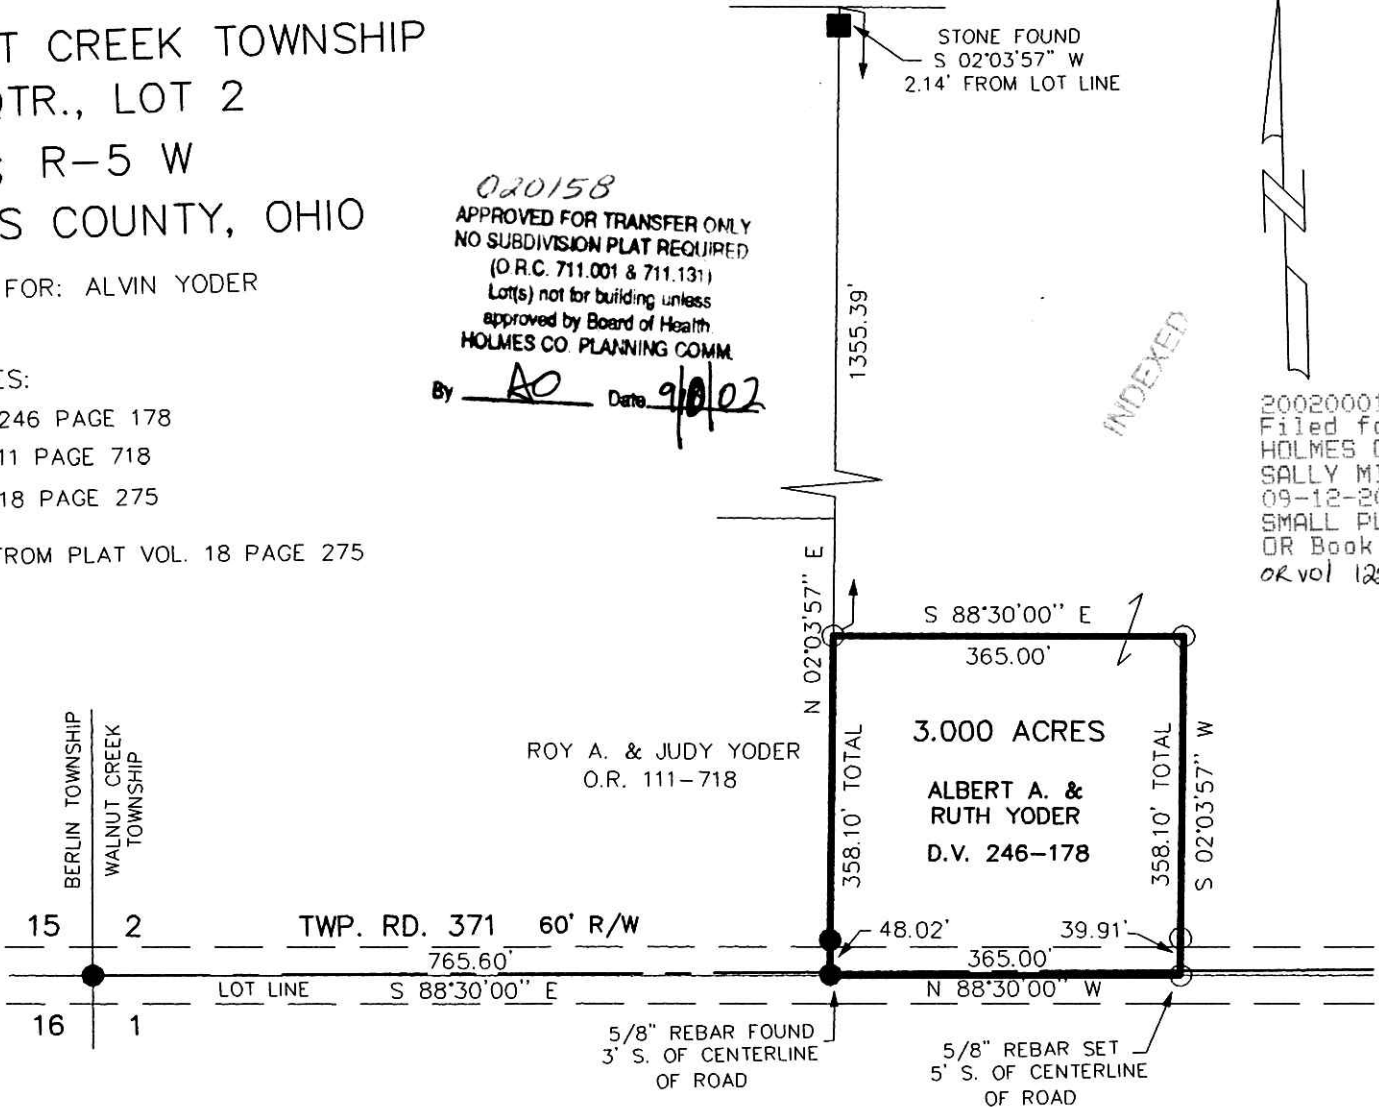 T CREEK TOWNSHIP
QTR., LOT 2
; R-5 W
S COUNTY, OHIO
FOR: ALVIN YODER
ES:
246 PAGE 178
11 PAGE 718
18 PAGE 275
FROM PLAT VOL. 18 PAGE 275
020158
APPROVED FOR TRANSFER ONLY
NO SUBDIVISION PLAT REQUIRED
(O.R.C. 711.001 & 711.131)
Lot(s) not for building unless
approved by Board of Health
HOLMES CO. PLANNING COMM.
By AO Date 9/ /02
STONE FOUND
S 02°03'57" W
2.14' FROM LOT LINE
1355.39'
INDEXED
20020001
Filed fo
HOLMES
SALLY MI
09-12-20
SMALL PL
OR Book
OR Vol 12
N 02°03'57" E
S 88°30'00" E
365.00'
358.10' TOTAL
3.000 ACRES
ALBERT A. &
RUTH YODER
D.V. 246-178
358.10' TOTAL
S 02°03'57" W
ROY A. & JUDY YODER
O.R. 111-718
BERLIN TOWNSHIP
WALNUT CREEK
TOWNSHIP
15 2
TWP. RD. 371 60' R/W
48.02' 39.91'
765.60'
365.00'
LOT LINE S 88°30'00" E
N 88°30'00" W
16 1
5/8" REBAR FOUND
3' S. OF CENTERLINE
OF ROAD
5/8" REBAR SET
5' S. OF CENTERLINE
OF ROAD